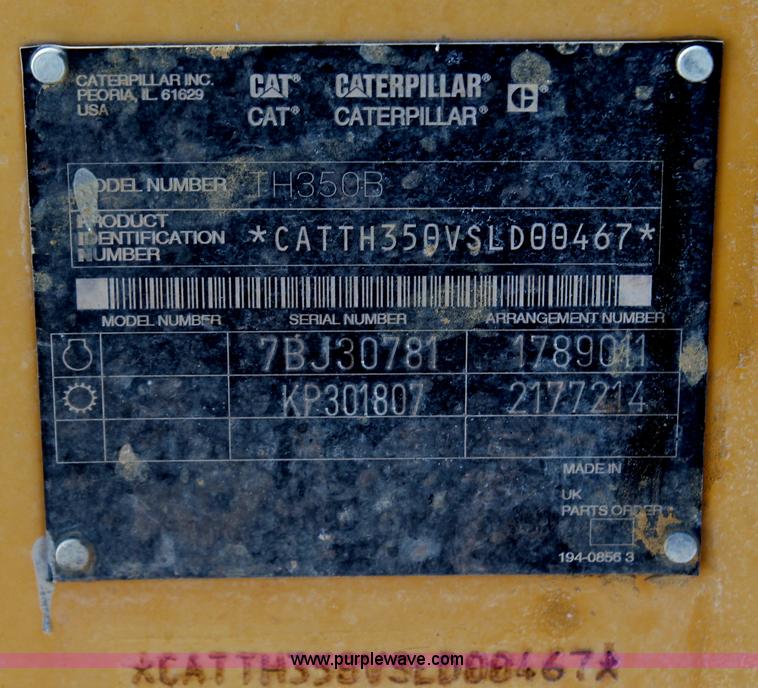 CATERPILLAR INC.
PEORIA, IL. 61629
USA
CAT® CATERPILLAR®
CAT® CATERPILLAR®
MODEL NUMBER TH350B
PRODUCT
IDENTIFICATION
NUMBER
*CATTH350VSLD00467*
MODEL NUMBER SERIAL NUMBER ARRANGEMENT NUMBER
7BJ30781 1789011
KP301807 2177214
MADE IN
UK
PARTS ORDER
194-0856 3
www.purplewave.com
*CATTH350VSLD00467*